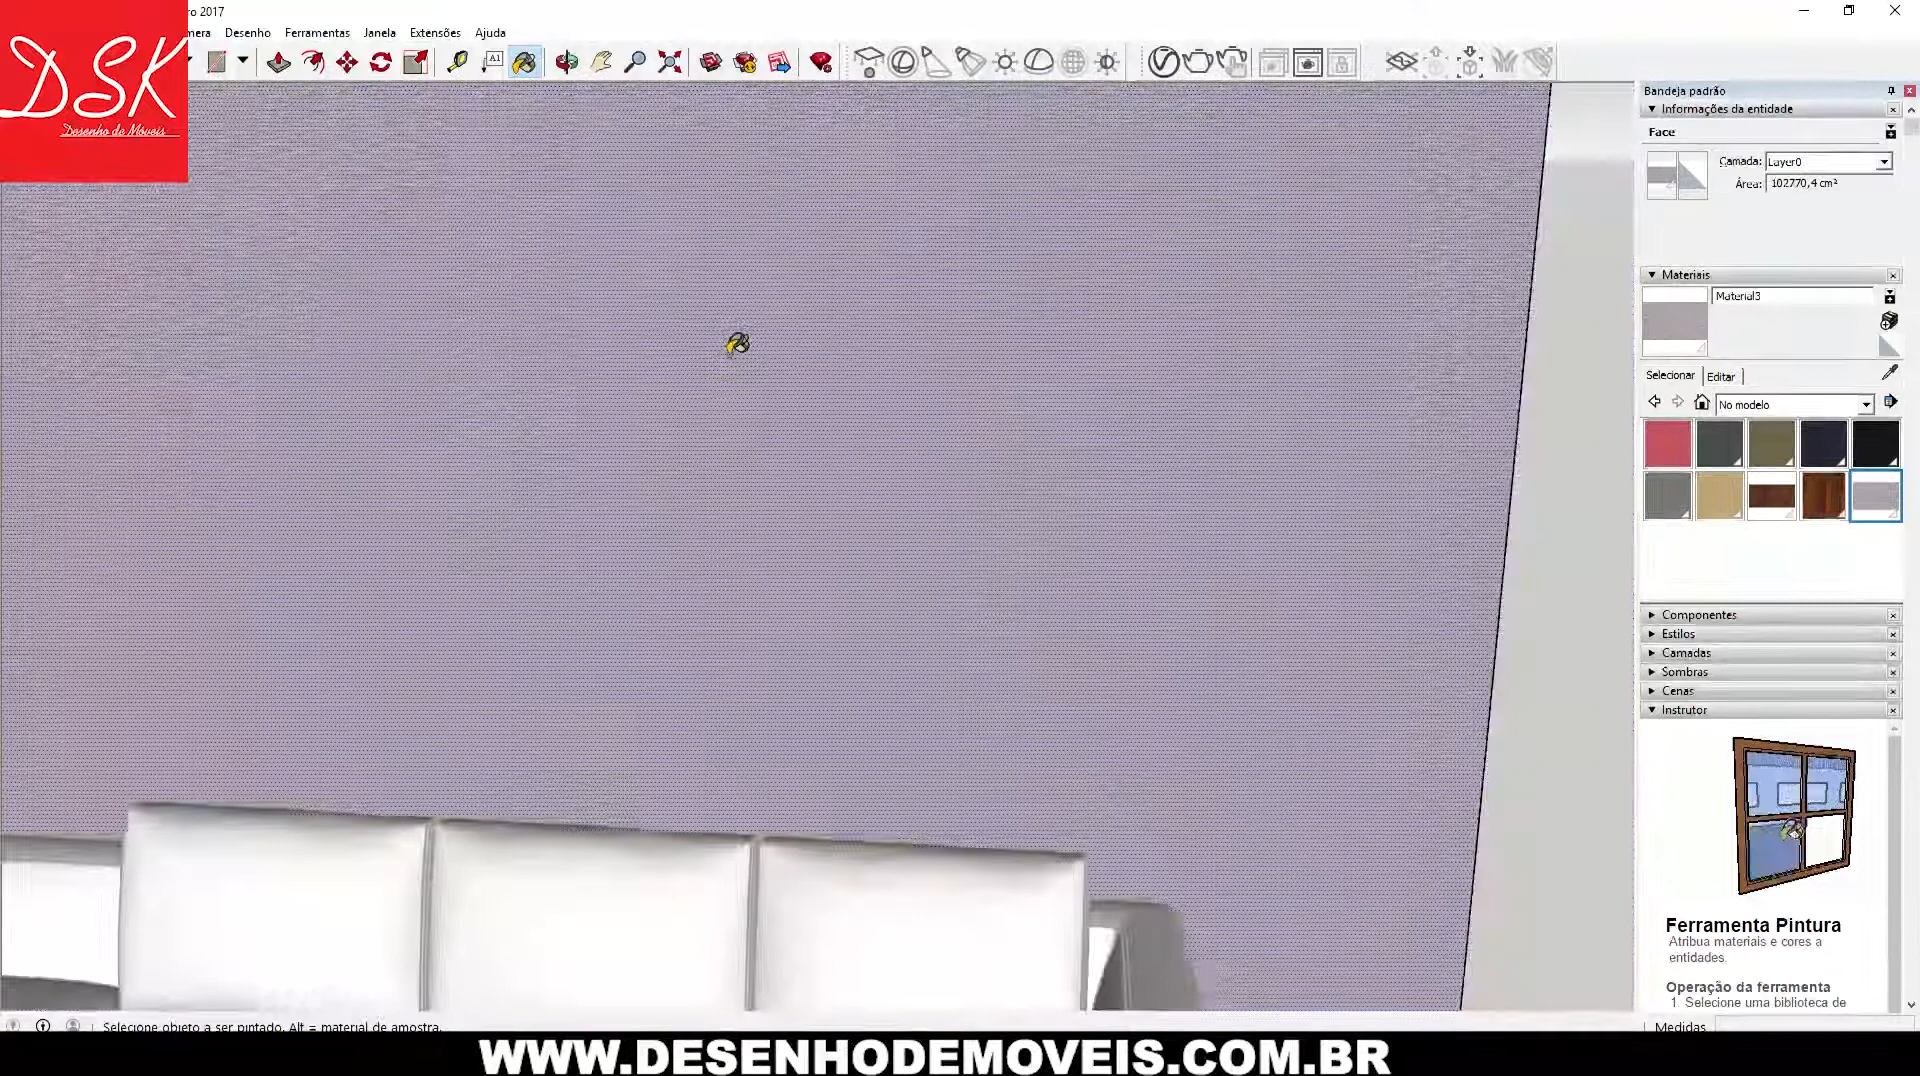 ro 2017
DSK
Desenho de Móveis
mera Desenho Ferramentas Janela Extensões Ajuda
A1
Bandeja padrão
Informações da entidade
Face
Camada: Layer0
Área: 102770,4 cm²
Materiais
Material3
Selecionar Editar
No modelo
Componentes
Estilos
Camadas
Sombras
Cenas
Instrutor
Ferramenta Pintura
Atribua materiais e cores a
entidades.
Operação da ferramenta
1. Selecione uma biblioteca de
Selecione objeto a ser pintado. Alt = material de amostra.
Medidas
WWW.DESENHODEMOVEIS.COM.BR